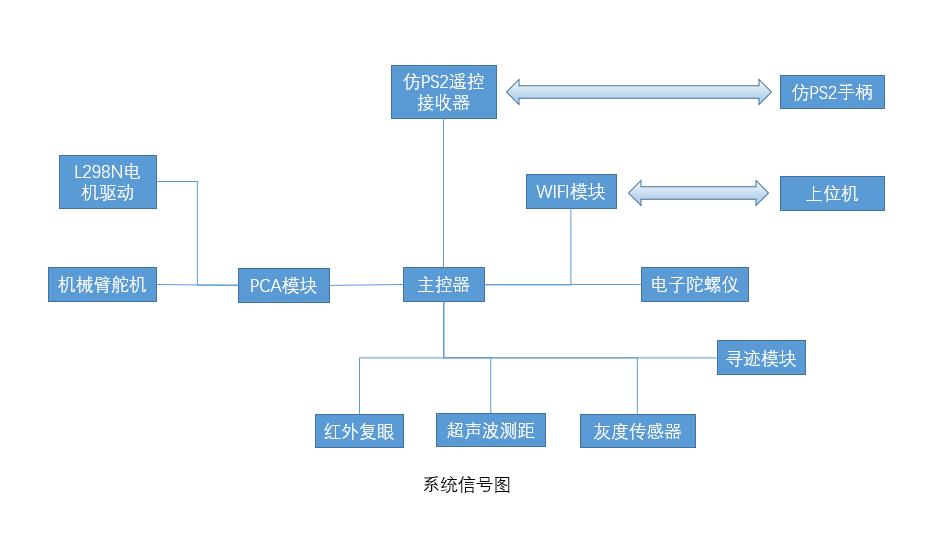 仿PS2遥控
接收器
仿PS2手柄
L298N电
机驱动
WIFI模块
上位机
机械臂舵机
PCA模块
主控器
电子陀螺仪
寻迹模块
红外复眼
超声波测距
灰度传感器
系统信号图